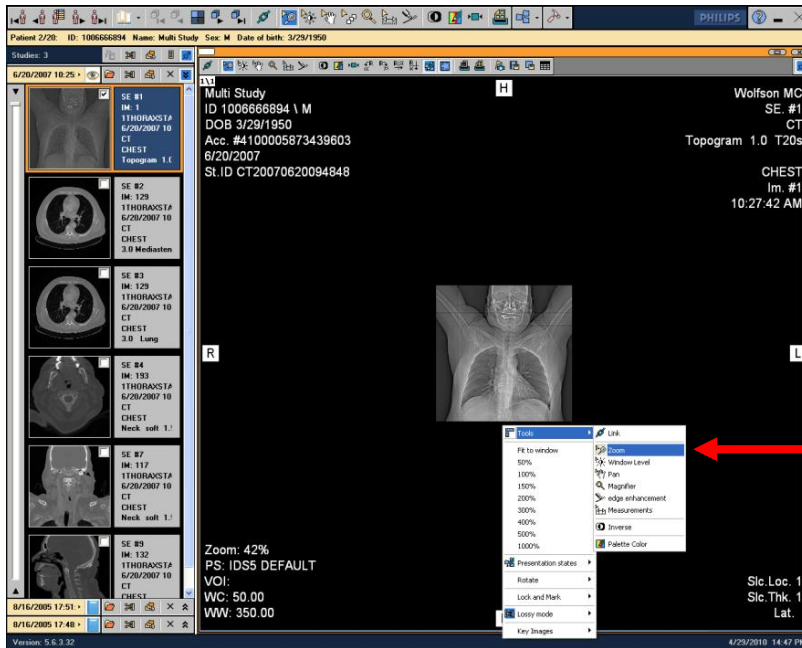 PHILIPS
Patient 2/20: ID: 1006666894 Name: Multi Study Sex: M Date of birth: 3/29/1950
Studies: 3
6/20/2007 10:25
SE #1
IM: 1
1THORAXSTA
6/20/2007 10
CT
CHEST
Topogram 1.0
SE #2
IM: 129
1THORAXSTA
6/20/2007 10
CT
CHEST
3.0 Mediasten
SE #3
IM: 129
1THORAXSTA
6/20/2007 10
CT
CHEST
3.0 Lung
SE #4
IM: 193
1THORAXSTA
6/20/2007 10
CT
CHEST
Neck soft 1.
SE #7
IM: 117
1THORAXSTA
6/20/2007 10
CT
CHEST
Neck soft 1.
SE #9
IM: 132
1THORAXSTA
6/20/2007 10
CT
CHEST
8/16/2005 17:51:
8/16/2005 17:48:
Version: 5.6.3.32
1\1
Multi Study
ID 1006666894 \ M
DOB 3/29/1950
Acc. #4100005873439603
6/20/2007
St.ID CT20070620094848
H
Wolfson MC
SE. #1
CT
Topogram 1.0 T20s
CHEST
Im. #1
10:27:42 AM
R
L
Tools
Fit to window
50%
100%
150%
200%
300%
400%
500%
1000%
Presentation states
Rotate
Lock and Mark
Lossy mode
Key Images
Link
Zoom
Window Level
Pan
Magnifier
edge enhancement
Measurements
Inverse
Palette Color
Zoom: 42%
PS: IDS5 DEFAULT
VOI:
WC: 50.00
WW: 350.00
Slc.Loc. 1
Slc.Thk. 1
Lat.
4/29/2010 14:47 PM